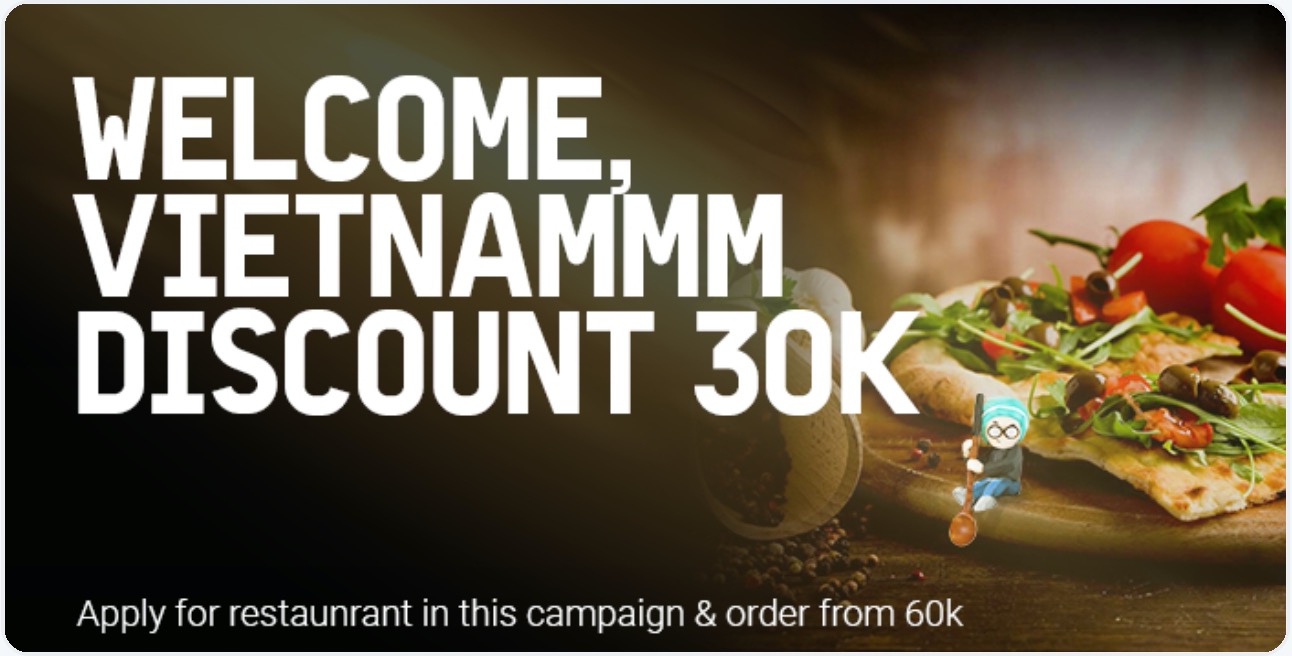 WELCOME,
VIETNAMMM
DISCOUNT 30K
Apply for restaunrant in this campaign & order from 60k